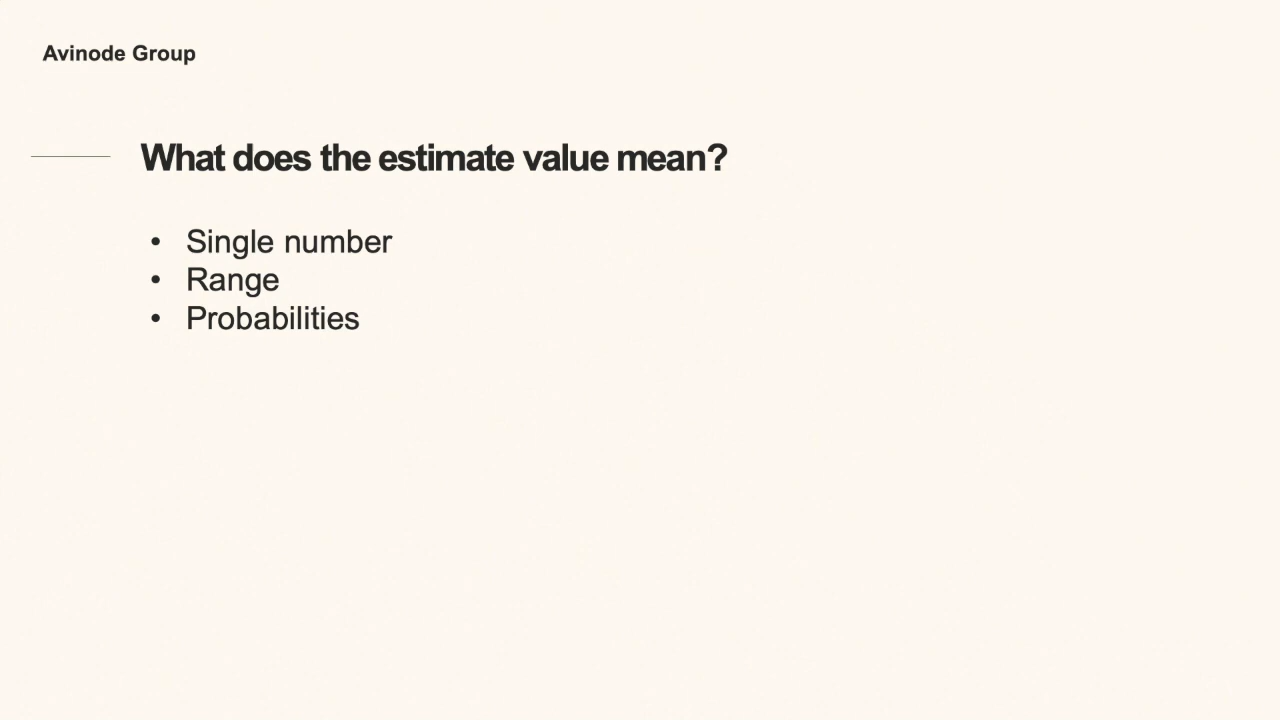 Avinode Group
What does the estimate value mean?
• Single number
• Range
• Probabilities